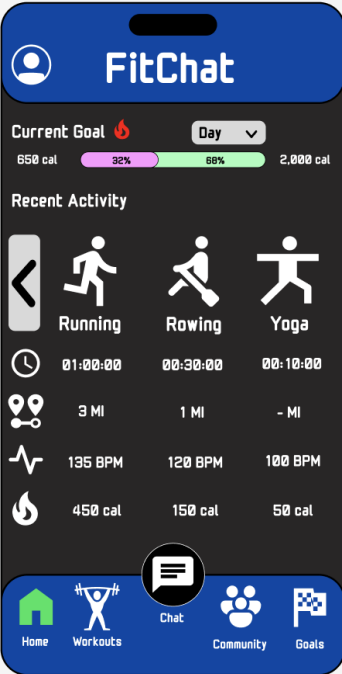 FitChat
Current Goal Day
650 cal 32% 68% 2,000 cal
Recent Activity
Running Rowing Yoga
01:00:00 00:30:00 00:10:00
3 MI 1 MI - MI
135 BPM 120 BPM 100 BPM
450 cal 150 cal 50 cal
Home Workouts Chat Community Goals